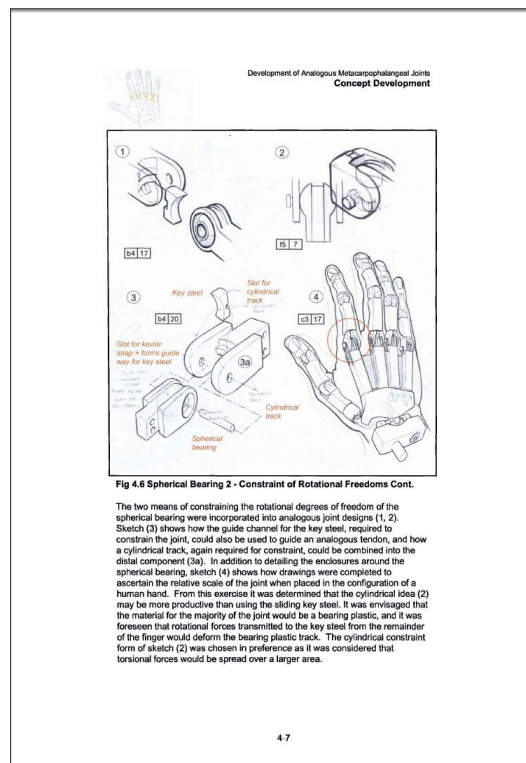 Development of Analogous Metacarpophalangeal Joints
Concept Development
1
2
b4 17
f5 7
3
Key steel
Slot for
cylindrical
track
4
b4 20
c3 17
Slot for kevlar
strap + forms guide
way for key steel
3a
Cylindrical
track
Spherical
bearing
Fig 4.6 Spherical Bearing 2 - Constraint of Rotational Freedoms Cont.
The two means of constraining the rotational degrees of freedom of the
spherical bearing were incorporated into analogous joint designs (1, 2).
Sketch (3) shows how the guide channel for the key steel, required to
constrain the joint, could also be used to guide an analogous tendon, and how
a cylindrical track, again required for constraint, could be combined into the
distal component (3a). In addition to detailing the enclosures around the
spherical bearing, sketch (4) shows how drawings were completed to
ascertain the relative scale of the joint when placed in the configuration of a
human hand. From this exercise it was determined that the cylindrical idea (2)
may be more productive than using the sliding key steel. It was envisaged that
the material for the majority of the joint would be a bearing plastic, and it was
foreseen that rotational forces transmitted to the key steel from the remainder
of the finger would deform the bearing plastic track. The cylindrical constraint
form of sketch (2) was chosen in preference as it was considered that
torsional forces would be spread over a larger area.
4-7